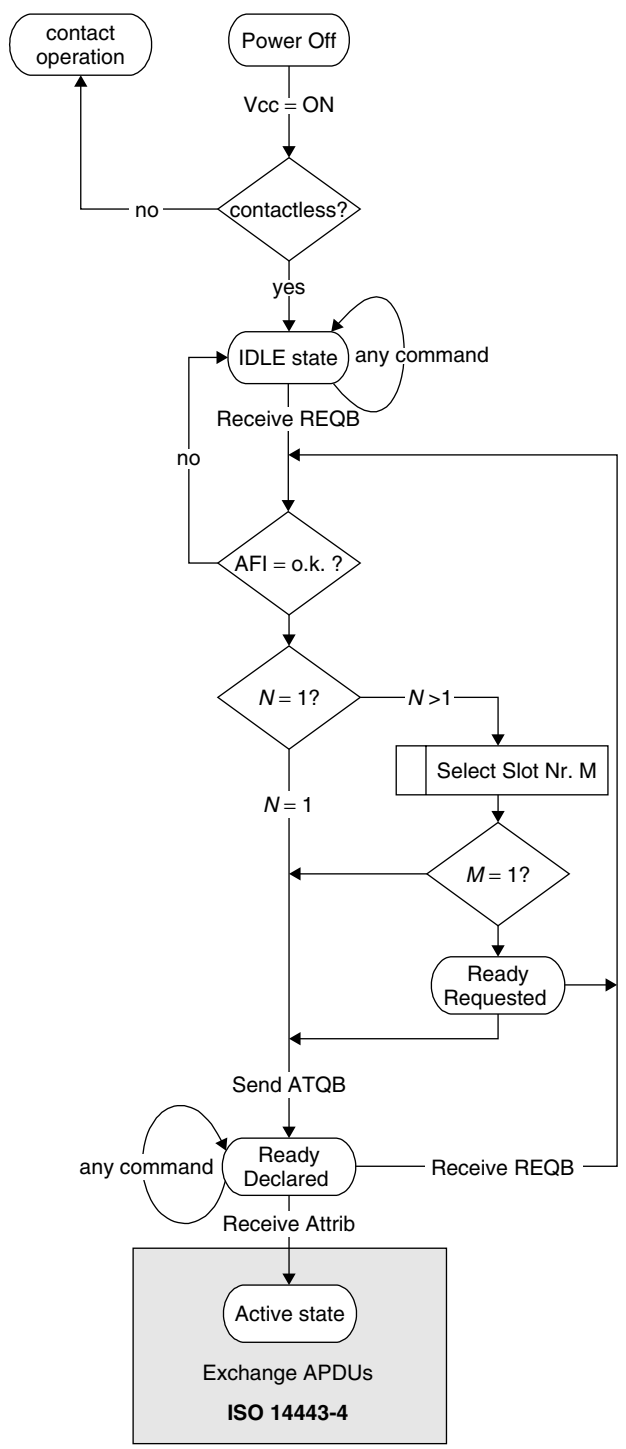 contact
operation
Power Off
Vcc = ON
contactless?
no
yes
IDLE state
any command
Receive REQB
no
AFI = o.k. ?
N = 1?
N >1
Select Slot Nr. M
N = 1
M = 1?
Ready
Requested
Send ATQB
Ready
Declared
any command
Receive REQB
Receive Attrib
Active state
Exchange APDUs
ISO 14443-4